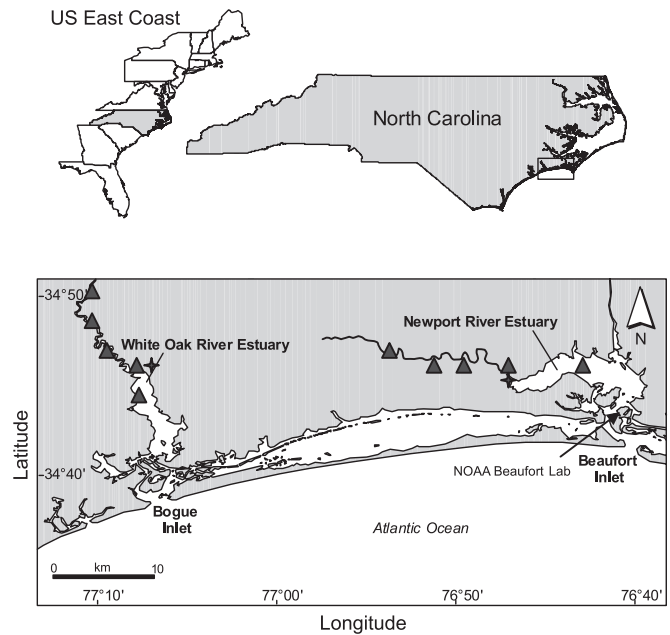 US East Coast
North Carolina
34°50'
White Oak River Estuary
Newport River Estuary
N
Latitude
34°40'
NOAA Beaufort Lab
Beaufort
Inlet
Bogue
Inlet
Atlantic Ocean
0 km 10
77°10' 77°00' 76°50' 76°40'
Longitude